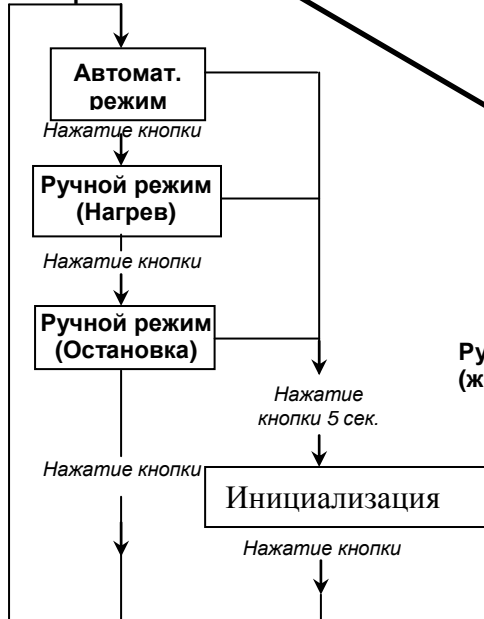 Автомат.
режим
Нажатие кнопки
Ручной режим
(Нагрев)
Нажатие кнопки
Ручной режим
(Остановка)
Ру
(ж
Нажатие
кнопки 5 сек.
Нажатие кнопки
Инициализация
Нажатие кнопки